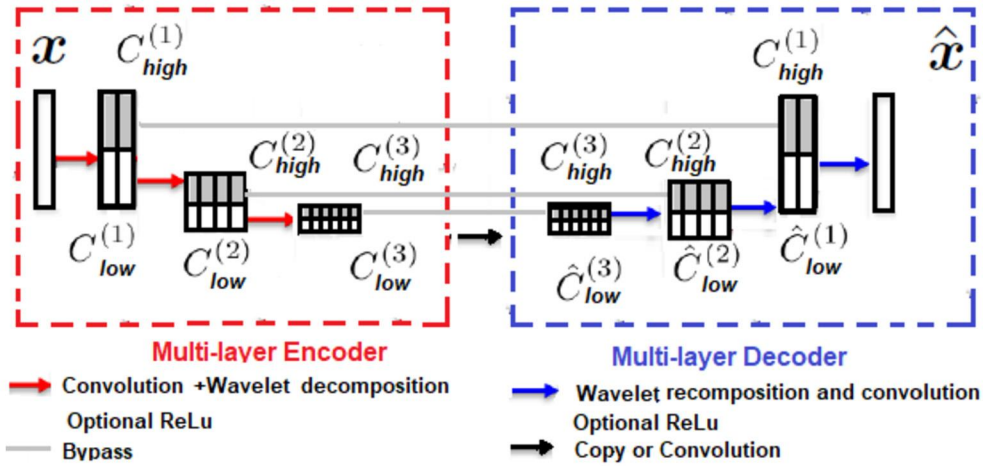 x
C^{(1)}_{high}
C^{(2)}_{high}
C^{(3)}_{high}
C^{(1)}_{low}
C^{(2)}_{low}
C^{(3)}_{low}
C^{(1)}_{high}
x̂
C^{(3)}_{high}
C^{(2)}_{high}
Ĉ^{(3)}_{low}
Ĉ^{(2)}_{low}
Ĉ^{(1)}_{low}
Multi-layer Encoder
Convolution +Wavelet decomposition
Optional ReLu
Bypass
Multi-layer Decoder
Wavelet recomposition and convolution
Optional ReLu
Copy or Convolution